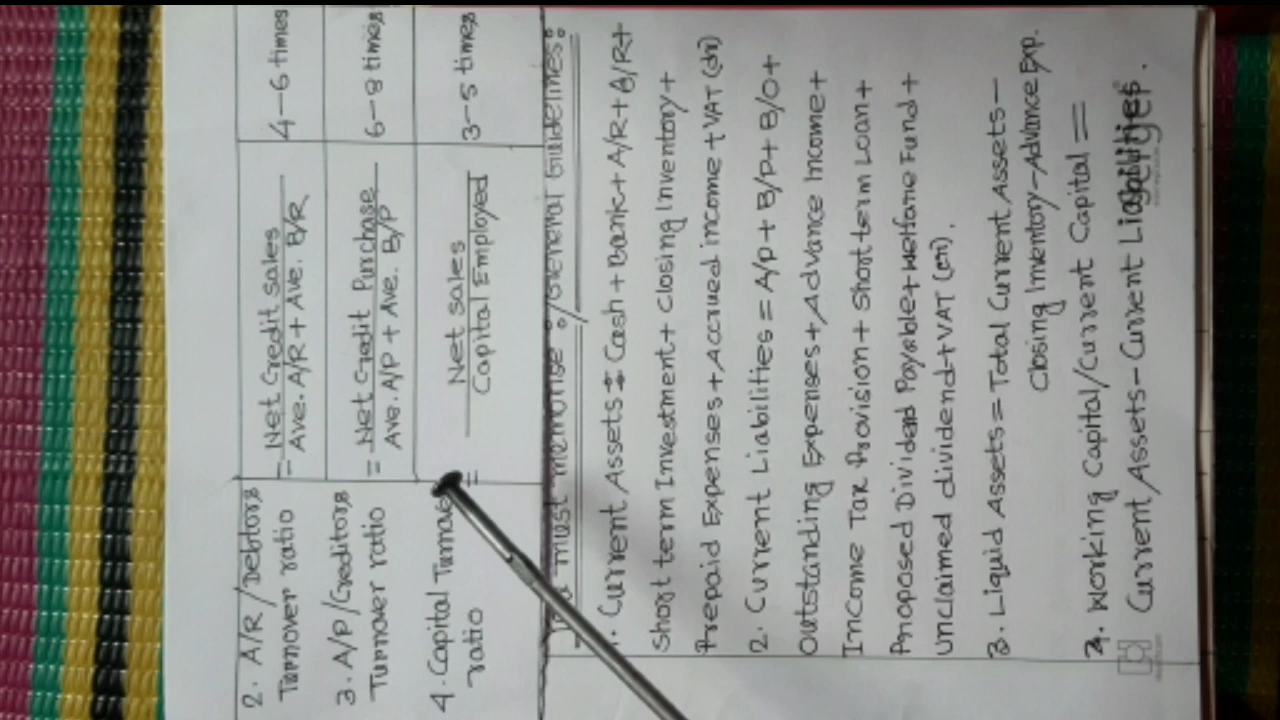 2. A/R/Debtors Turnover ratio
= Net Credit sales / Ave. A/R + Ave. B/R
4-6 times
3. A/P/Creditors Turnover ratio
= Net Credit Purchase / Ave. A/P + Ave. B/P
6-8 times
4. Capital Turnover ratio
= Net sales / Capital Employed
3-5 times
must memorise %/General Guidelines:
1. Current Assets = Cash + Bank + A/R + B/R +
Short term Investment + Closing Inventory +
Prepaid Expenses + Accrued income + VAT (dr)
2. Current Liabilities = A/P + B/P + B/O +
Outstanding Expenses + Advance Income +
Income Tax Provision + Short term Loan +
Proposed Dividend Payable + Welfare Fund +
Unclaimed dividend + VAT (cr).
3. Liquid Assets = Total Current Assets -
Closing Inventory - Advance Exp.
4. Working Capital/Current Capital =
Current Assets - Current Liabilities.